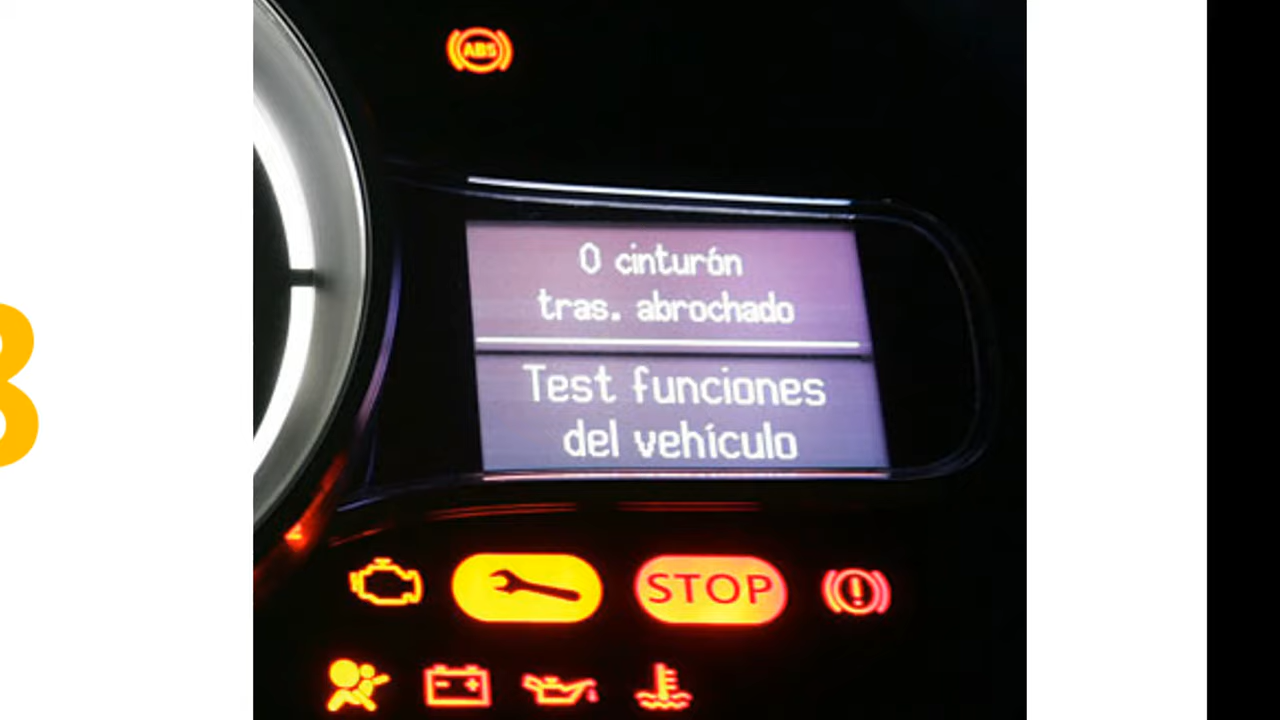 ABS
0 cinturón
tras. abrochado
Test funciones
del vehículo
STOP